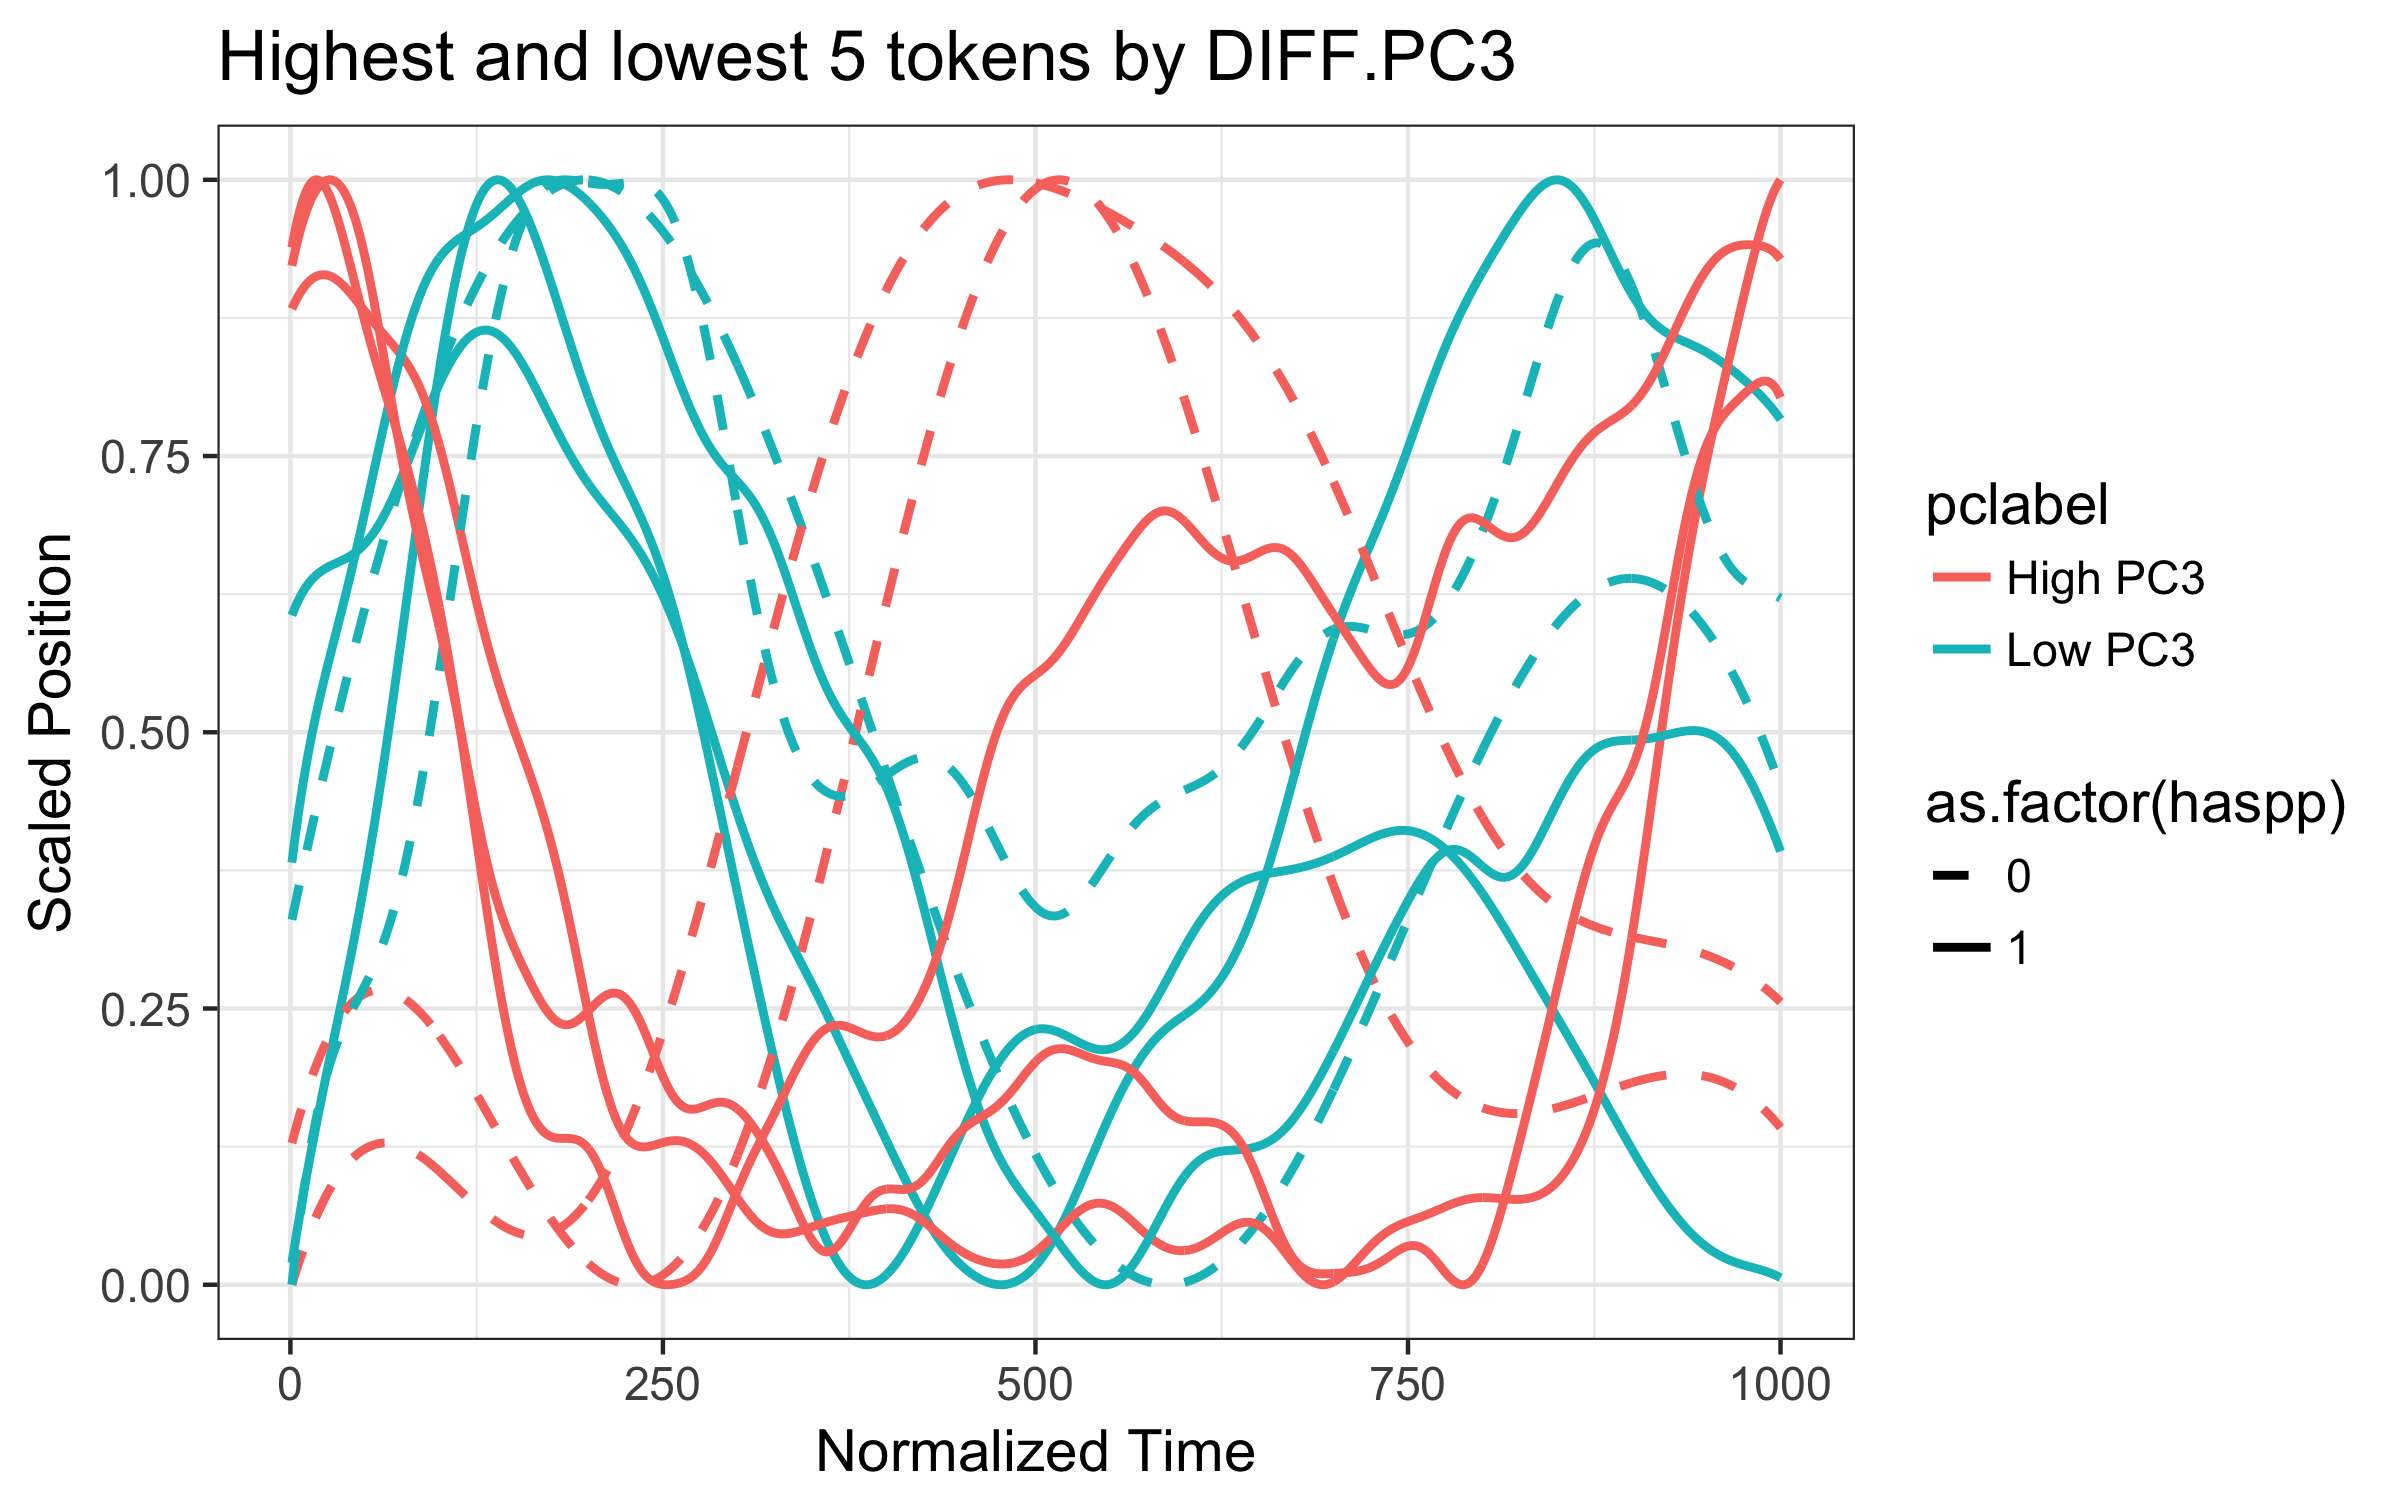 Highest and lowest 5 tokens by DIFF.PC3
Scaled Position
1.00
0.75
0.50
0.25
0.00
0
250
500
750
1000
Normalized Time
pclabel
High PC3
Low PC3
as.factor(haspp)
0
1